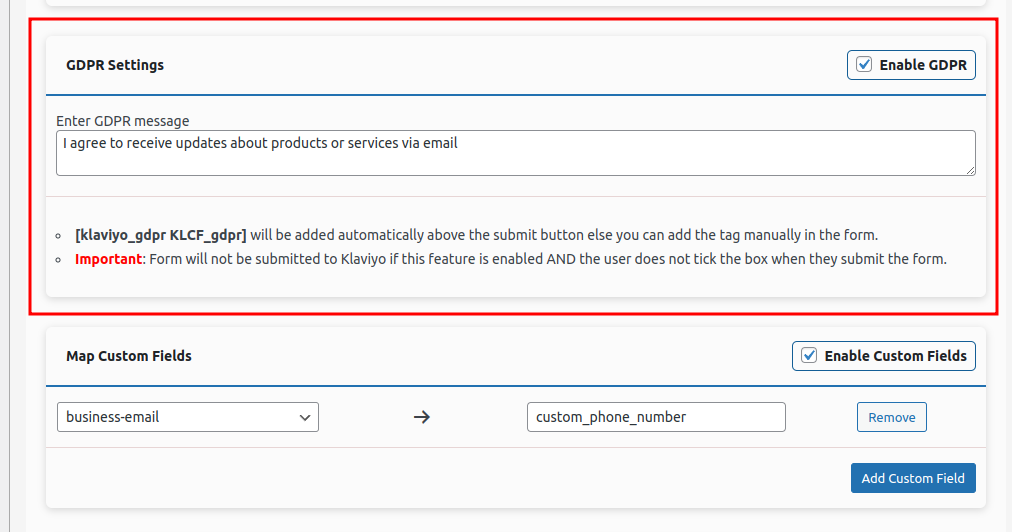 GDPR Settings
Enable GDPR
Enter GDPR message
I agree to receive updates about products or services via email
[klaviyo_gdpr KLCF_gdpr] will be added automatically above the submit button else you can add the tag manually in the form.
Important: Form will not be submitted to Klaviyo if this feature is enabled AND the user does not tick the box when they submit the form.
Map Custom Fields
Enable Custom Fields
business-email
custom_phone_number
Remove
Add Custom Field